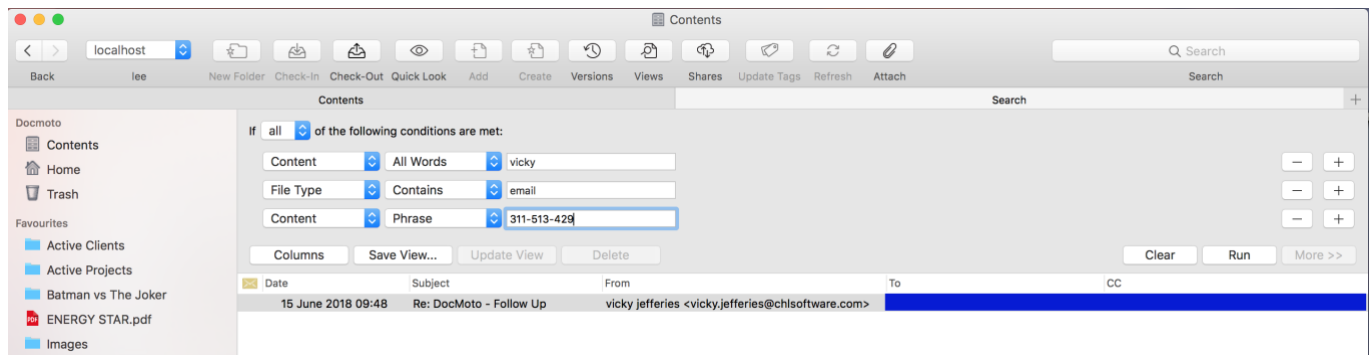 Contents
localhost
Search
Back lee New Folder Check-In Check-Out Quick Look Add Create Versions Views Shares Update Tags Refresh Attach Search
Contents Search +
Docmoto
Contents
Home
Trash
Favourites
Active Clients
Active Projects
Batman vs The Joker
PDF ENERGY STAR.pdf
Images
If all of the following conditions are met:
Content All Words vicky - +
File Type Contains email - +
Content Phrase 311-513-429 - +
Columns Save View... Update View Delete Clear Run More >>
Date Subject From To CC
15 June 2018 09:48 Re: DocMoto - Follow Up vicky jefferies <vicky.jefferies@chlsoftware.com>